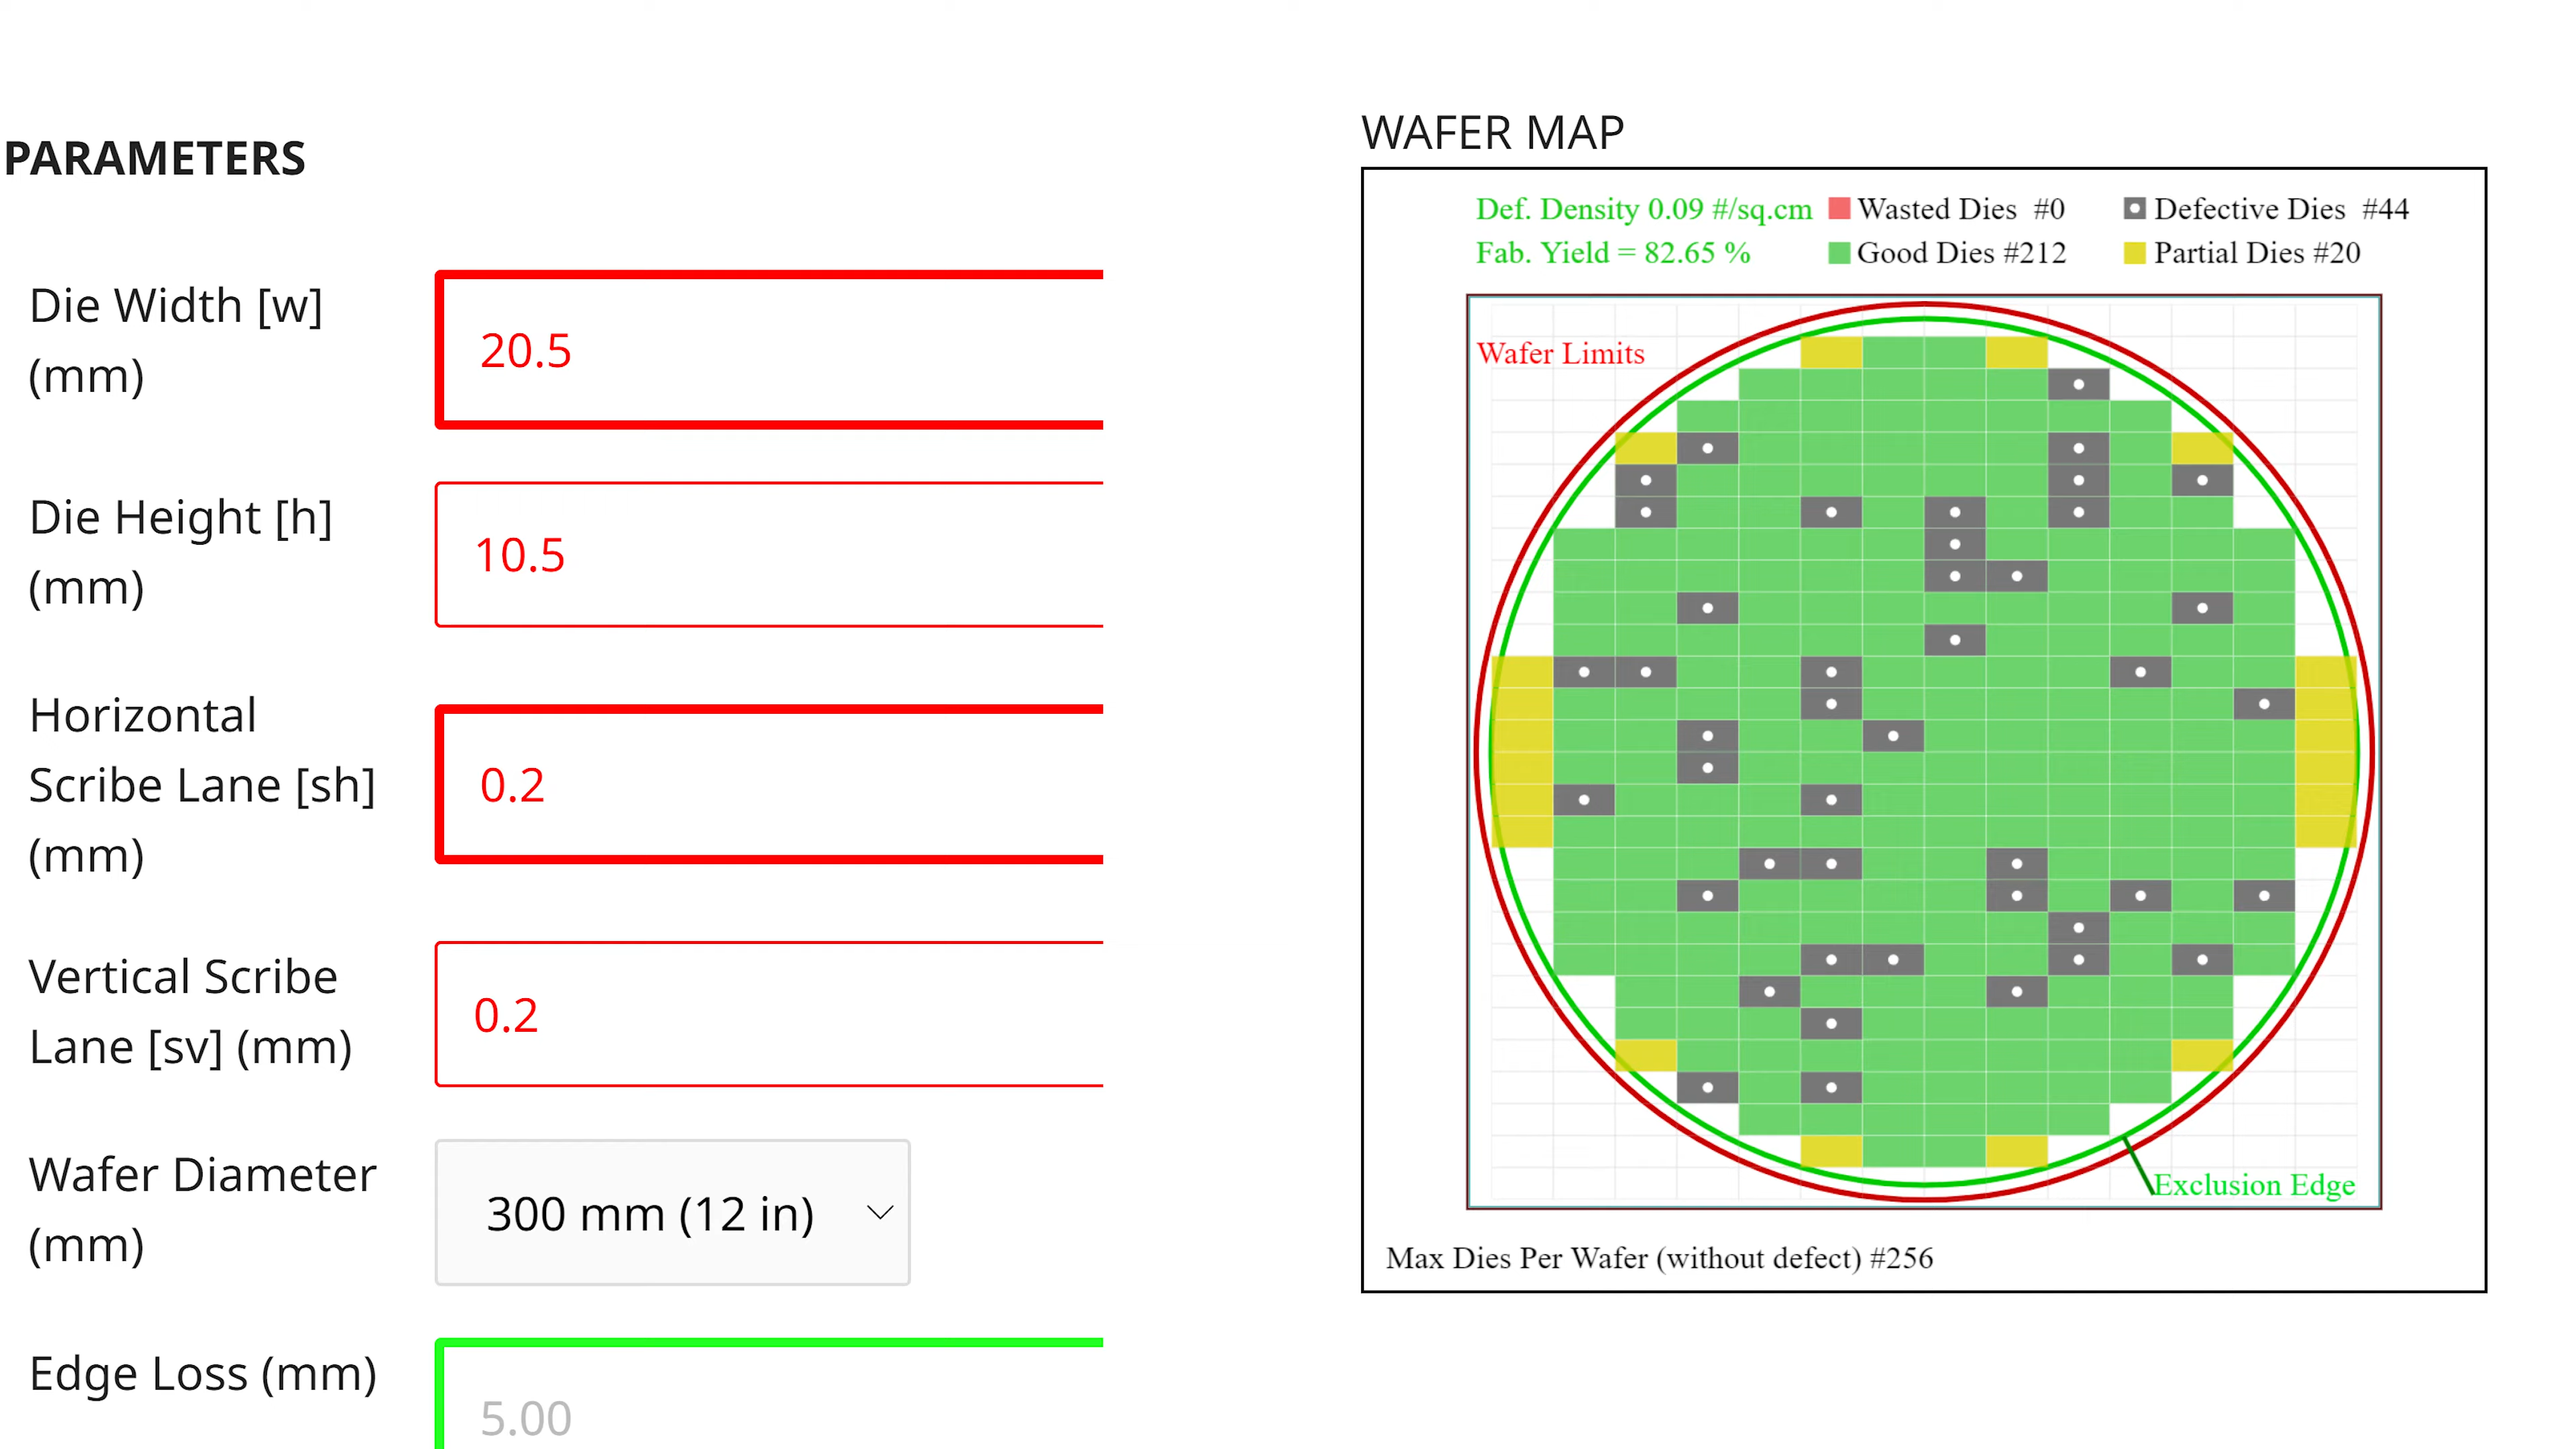 PARAMETERS
Die Width [w]
(mm)
20.5
Die Height [h]
(mm)
10.5
Horizontal
Scribe Lane [sh]
(mm)
0.2
Vertical Scribe
Lane [sv] (mm)
0.2
Wafer Diameter
(mm)
300 mm (12 in)
Edge Loss (mm)
5.00
WAFER MAP
Def. Density 0.09 #/sq.cm
Wasted Dies #0
Defective Dies #44
Fab. Yield = 82.65 %
Good Dies #212
Partial Dies #20
Wafer Limits
Exclusion Edge
Max Dies Per Wafer (without defect) #256